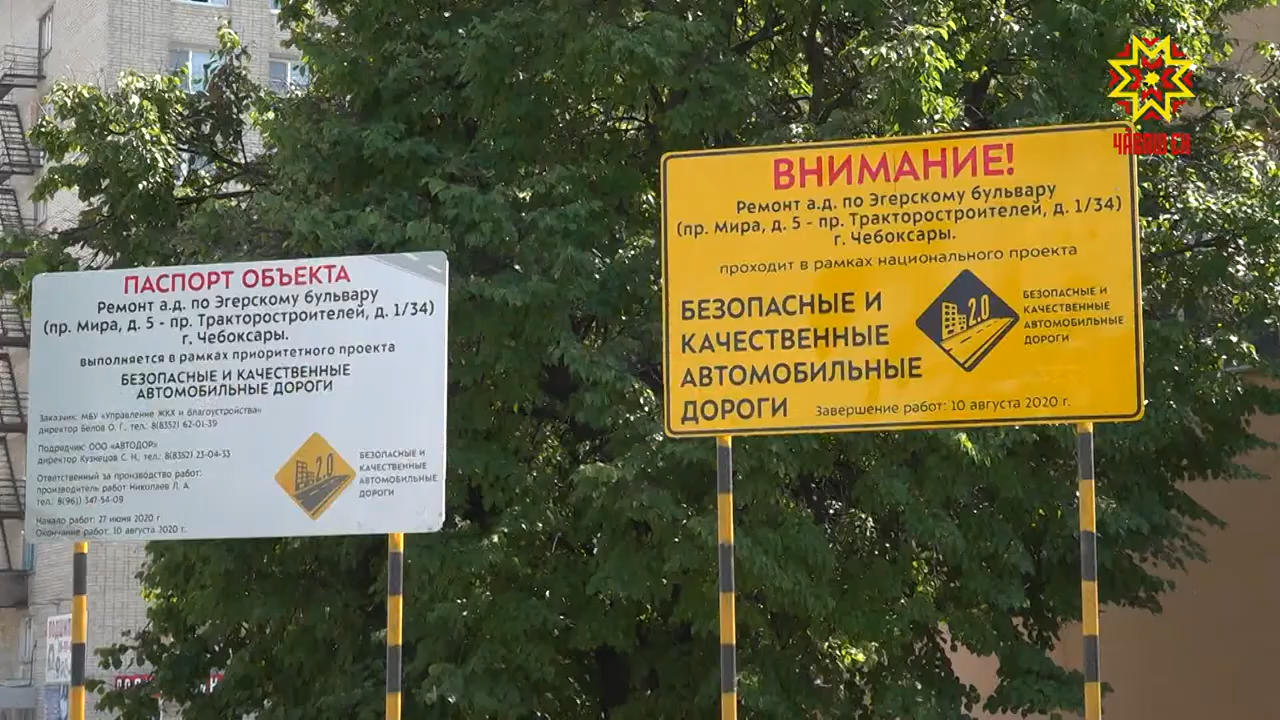 ПАСПОРТ ОБЪЕКТА
Ремонт а.д. по Эгерскому бульвару
(пр. Мира, д. 5 - пр. Тракторостроителей, д. 1/34)
г. Чебоксары.
выполняется в рамках приоритетного проекта
БЕЗОПАСНЫЕ И КАЧЕСТВЕННЫЕ
АВТОМОБИЛЬНЫЕ ДОРОГИ
Заказчик: МБУ «Управление ЖКХ и благоустройства»
директор Белов О. Г., тел.: 8(8352) 62-01-39
Подрядчик: ООО «АВТОДОР»
директор Кузнецов С. Н, тел.: 8(8352) 23-04-33
Ответственный за производство работ:
производитель работ Николаев Л. А.
тел.: 8(961) 347-54-09
Начало работ: 27 июня 2020 г
Окончание работ: 10 августа 2020 г.
2.0
БЕЗОПАСНЫЕ И
КАЧЕСТВЕННЫЕ
АВТОМОБИЛЬНЫЕ
ДОРОГИ
ВНИМАНИЕ!
Ремонт а.д. по Эгерскому бульвару
(пр. Мира, д. 5 - пр. Тракторостроителей, д. 1/34)
г. Чебоксары.
проходит в рамках национального проекта
БЕЗОПАСНЫЕ И
КАЧЕСТВЕННЫЕ
АВТОМОБИЛЬНЫЕ
ДОРОГИ
2.0
БЕЗОПАСНЫЕ И
КАЧЕСТВЕННЫЕ
АВТОМОБИЛЬНЫЕ
ДОРОГИ
Завершение работ: 10 августа 2020 г.
ЧӐВАШ ЕН